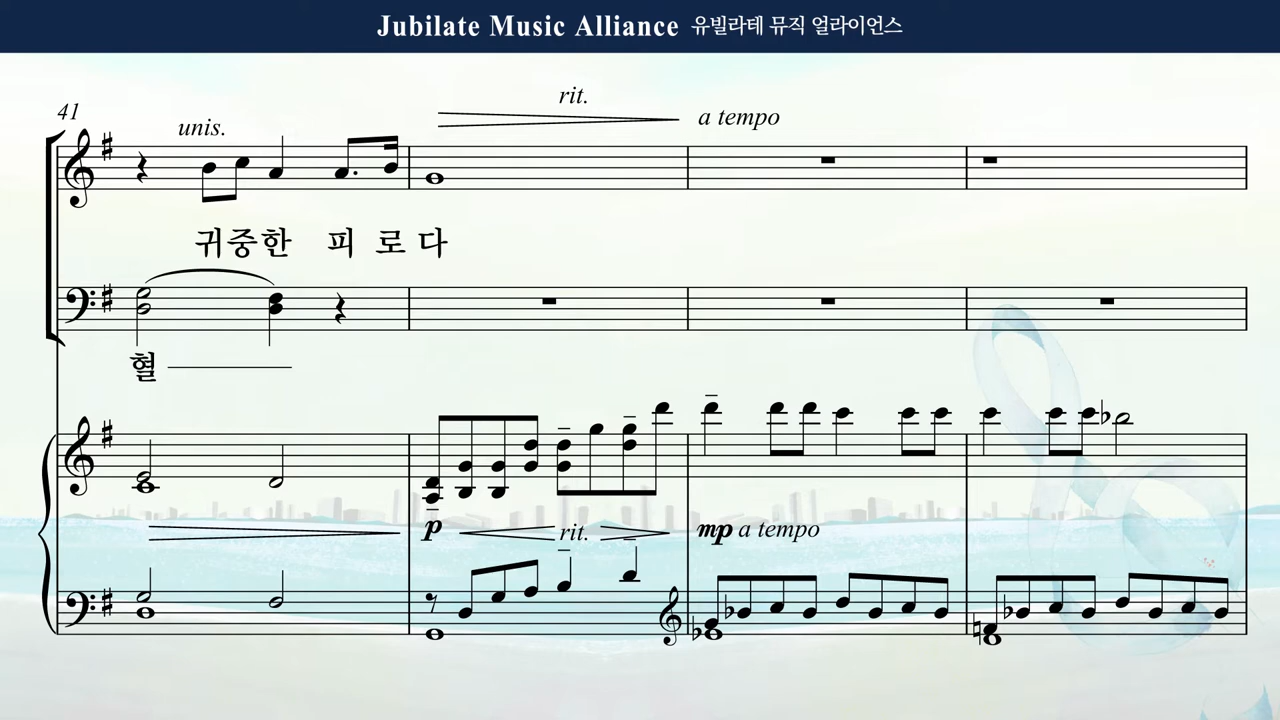 Jubilate Music Alliance 유빌라테 뮤직 얼라이언스
41
unis.
rit.
a tempo
귀중한 피 로 다
혈
p
rit.
mp a tempo